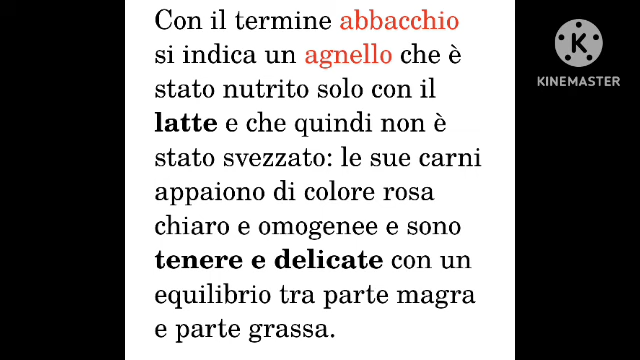 Con il termine abbacchio
si indica un agnello che è
stato nutrito solo con il
latte e che quindi non è
stato svezzato: le sue carni
appaiono di colore rosa
chiaro e omogenee e sono
tenere e delicate con un
equilibrio tra parte magra
e parte grassa.
K
KINEMASTER